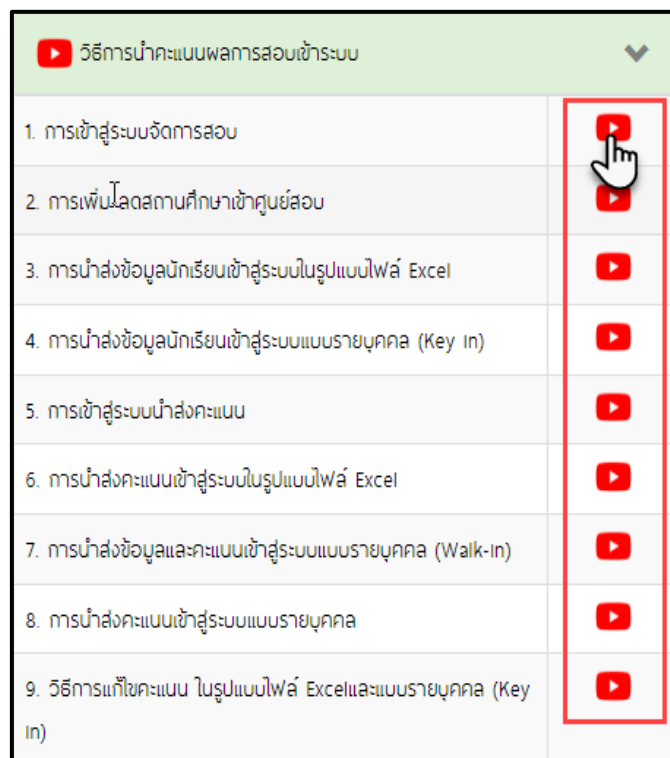 วิธีการนำคะแนนผลการสอบเข้าระบบ
1. การเข้าสู่ระบบจัดการสอบ
2. การเพิ่ม/ลดสถานศึกษาเข้าศูนย์สอบ
3. การนำส่งข้อมูลนักเรียนเข้าสู่ระบบในรูปแบบไฟล์ Excel
4. การนำส่งข้อมูลนักเรียนเข้าสู่ระบบแบบรายบุคคล (Key In)
5. การเข้าสู่ระบบนำส่งคะแนน
6. การนำส่งคะแนนเข้าสู่ระบบในรูปแบบไฟล์ Excel
7. การนำส่งข้อมูลและคะแนนเข้าสู่ระบบแบบรายบุคคล (Walk-In)
8. การนำส่งคะแนนเข้าสู่ระบบแบบรายบุคคล
9. วิธีการแก้ไขคะแนน ในรูปแบบไฟล์ Excelและแบบรายบุคคล (Key
In)